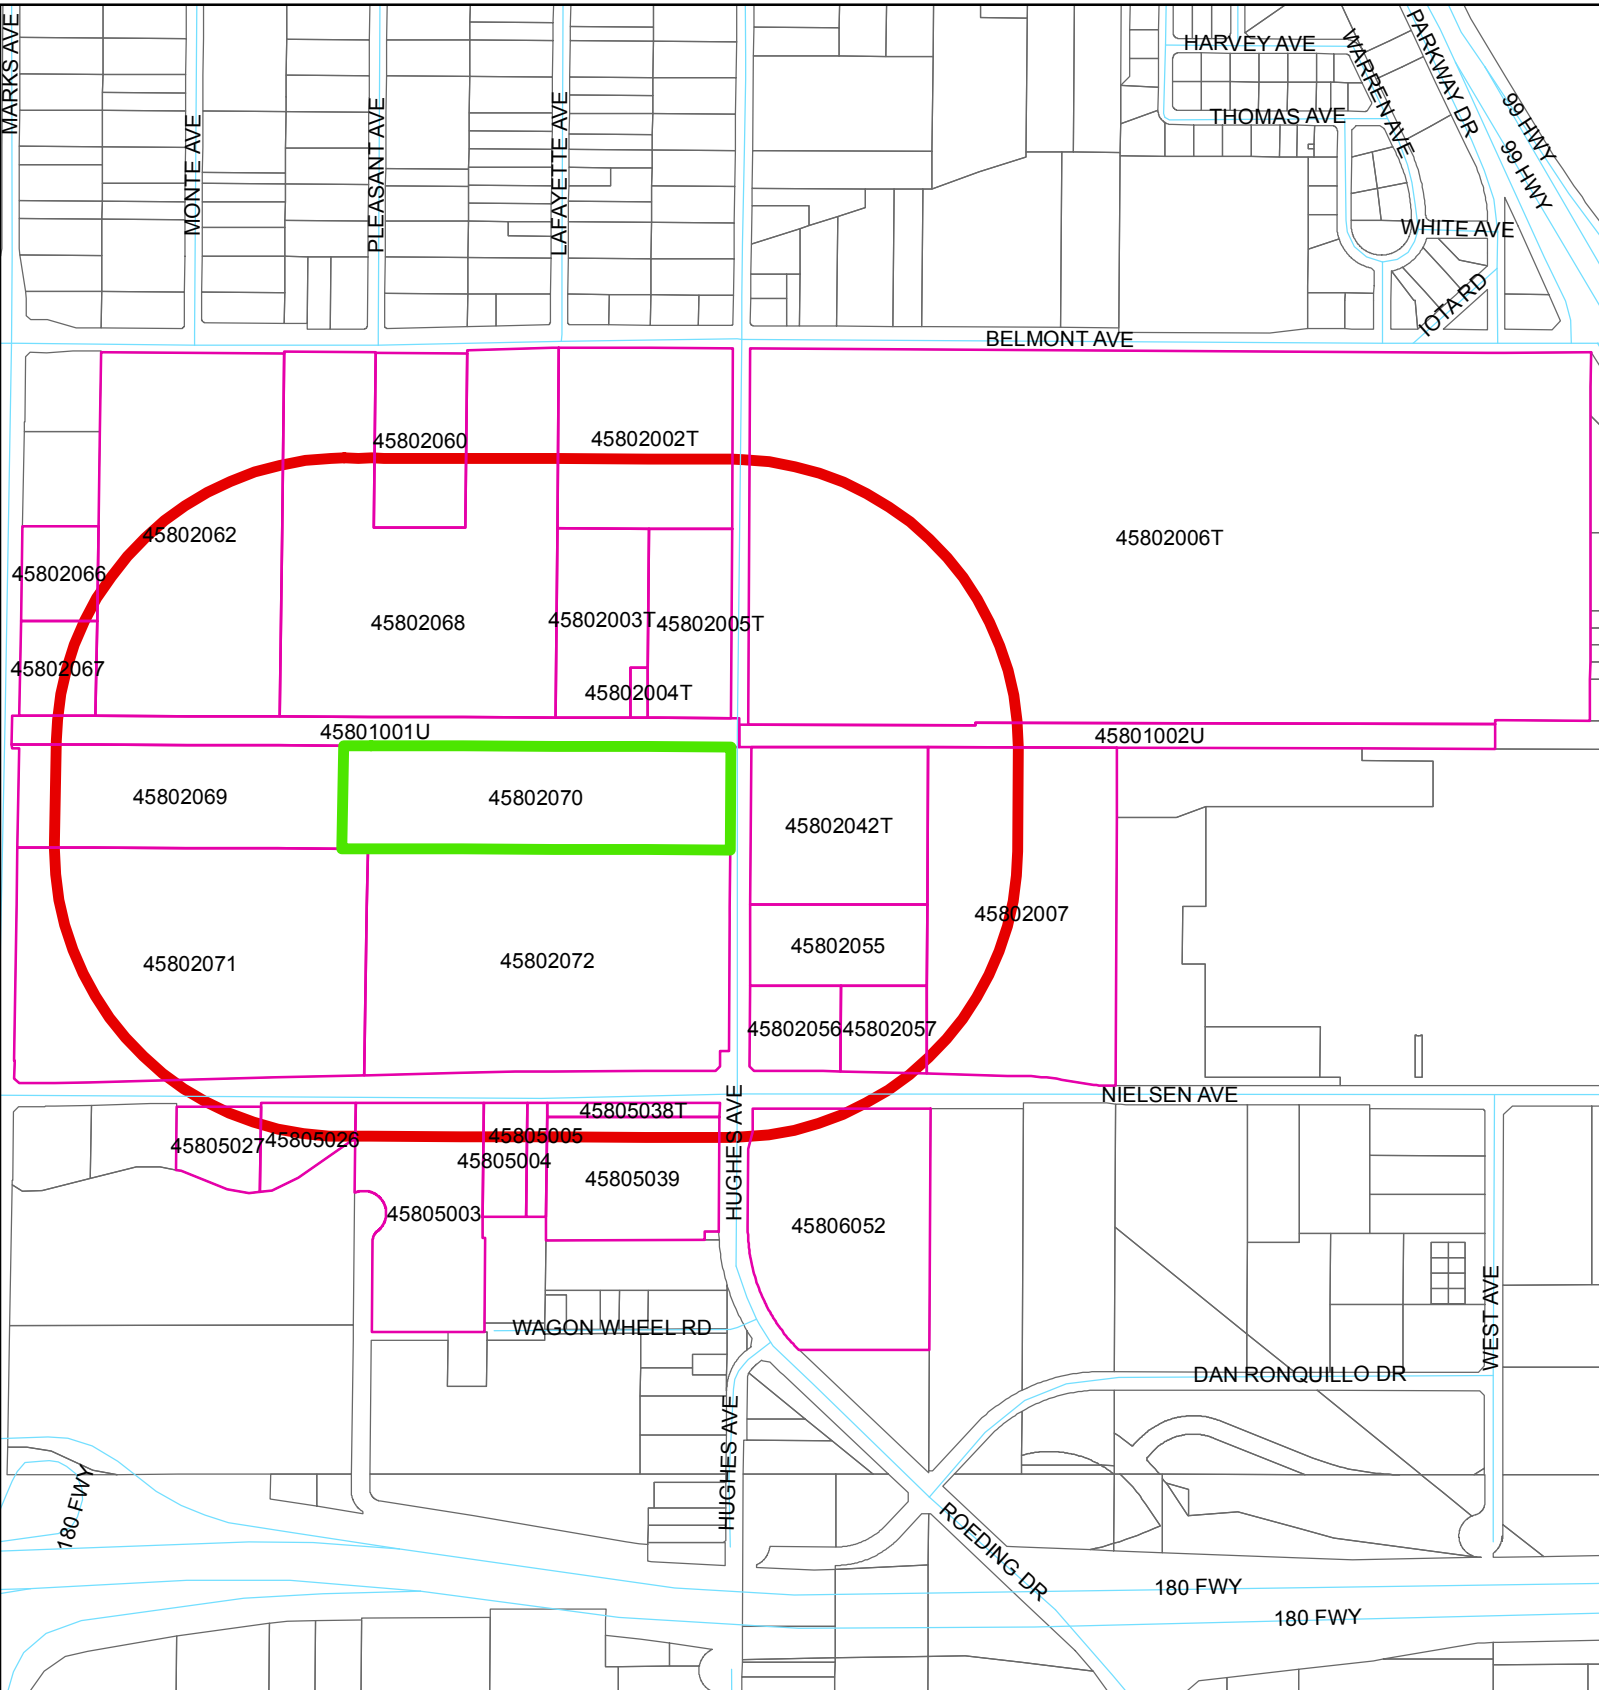 MARKS AVE
MONTE AVE
PLEASANT AVE
LAFAYETTE AVE
HARVEY AVE
WARREN AVE
PARKWAY DR
99 HWY
99 HWY
THOMAS AVE
WHITE AVE
IOTA RD
BELMONT AVE
45802060
45802002T
45802062
45802006T
45802066
45802068
45802003T
45802005T
45802067
45802004T
45801001U
45801002U
45802069
45802070
45802042T
45802007
45802055
45802071
45802072
45802056
45802057
NIELSEN AVE
HUGHES AVE
45805038T
45805027
45805026
45805005
45805004
45805039
45805003
45806052
WAGON WHEEL RD
WEST AVE
DAN RONQUILLO DR
HUGHES AVE
180 FWY
ROEDING DR
180 FWY
180 FWY